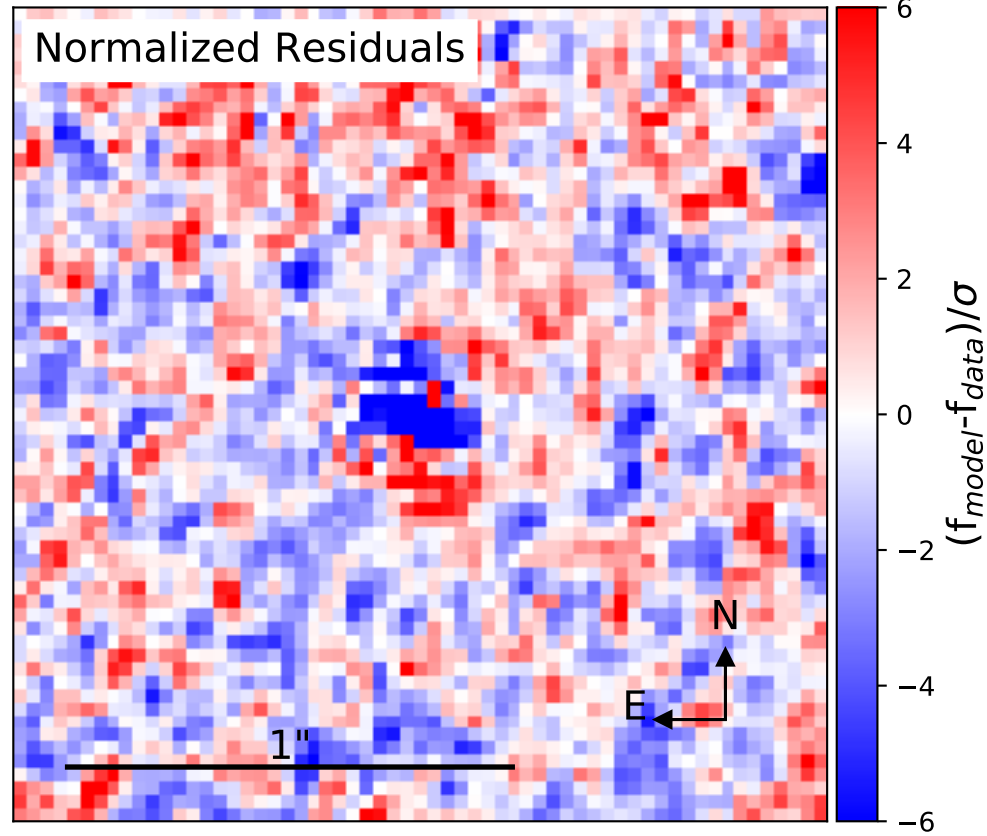 Normalized Residuals
6
4
2
0
−2
−4
−6
(f_model-f_data)/σ
N
E
1"